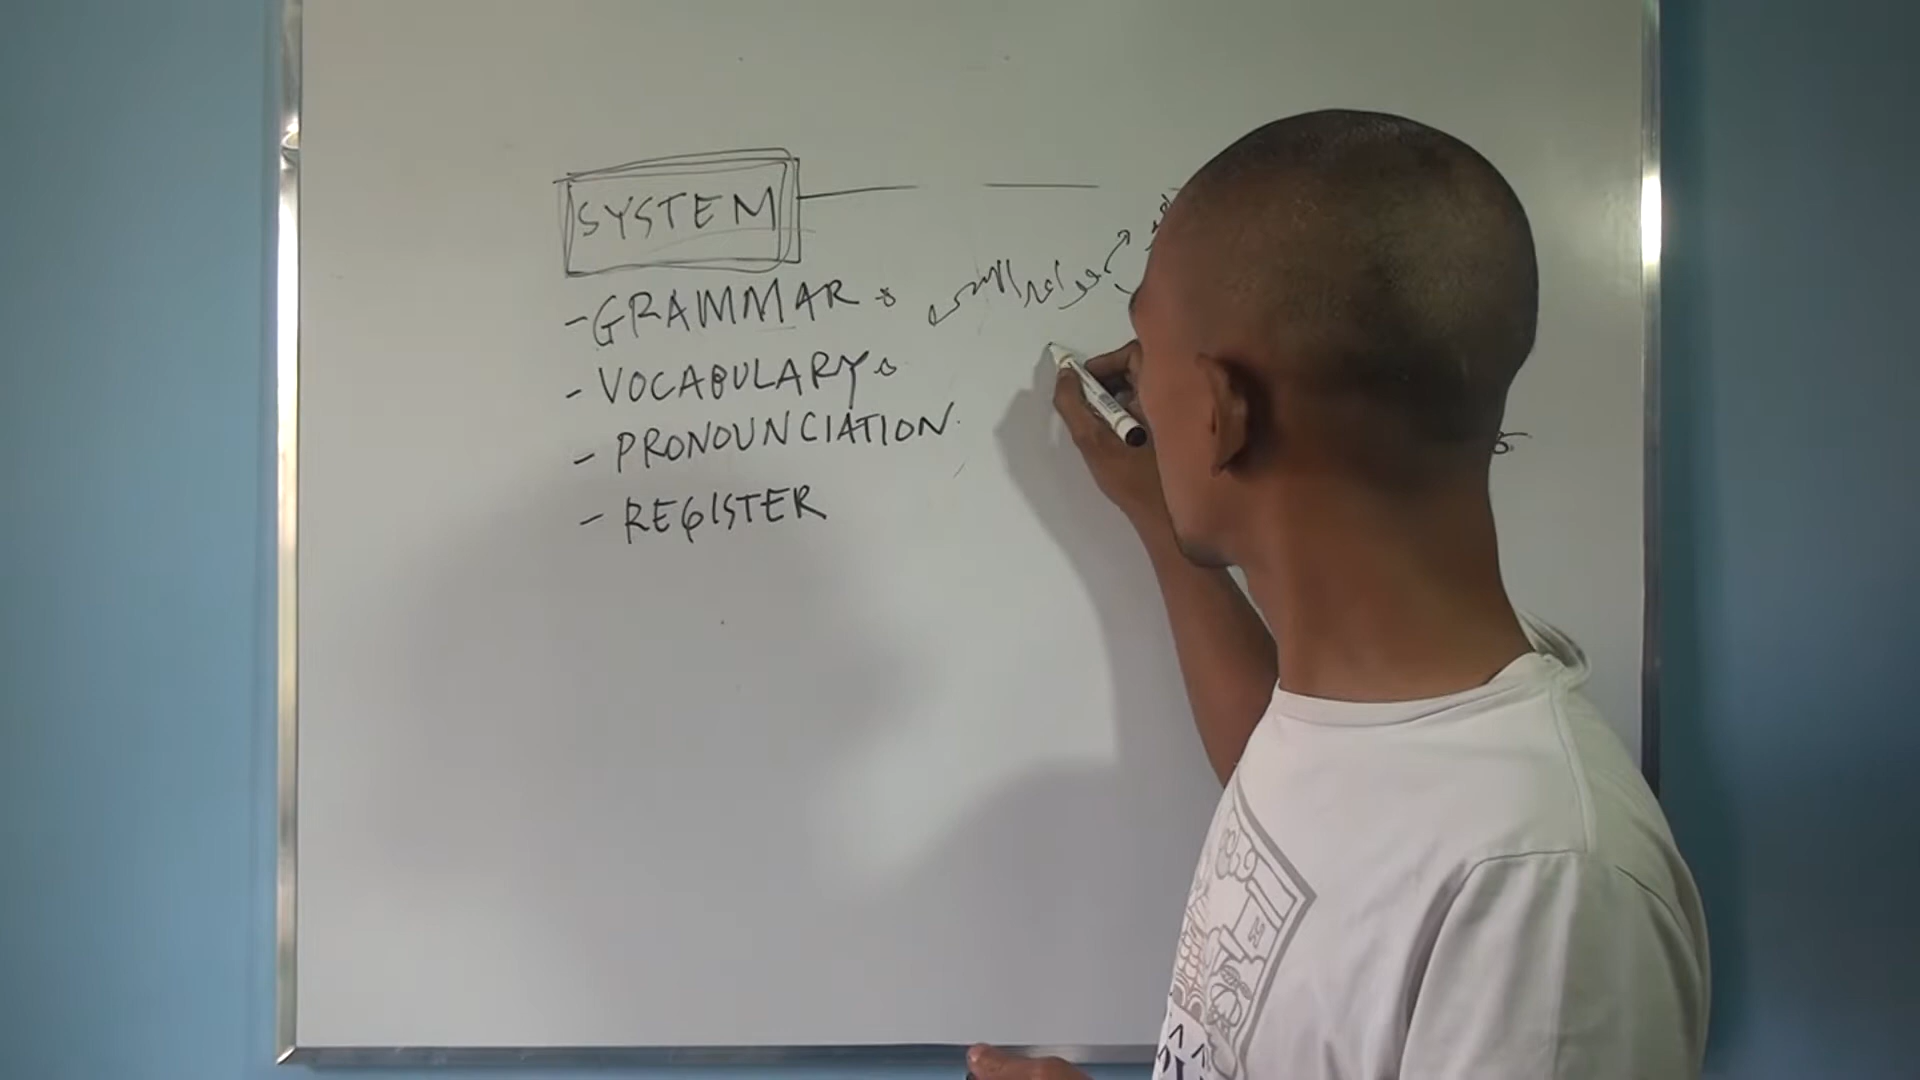 SYSTEM
- GRAMMAR
- VOCABULARY
- PRONOUNCIATION
- REGISTER